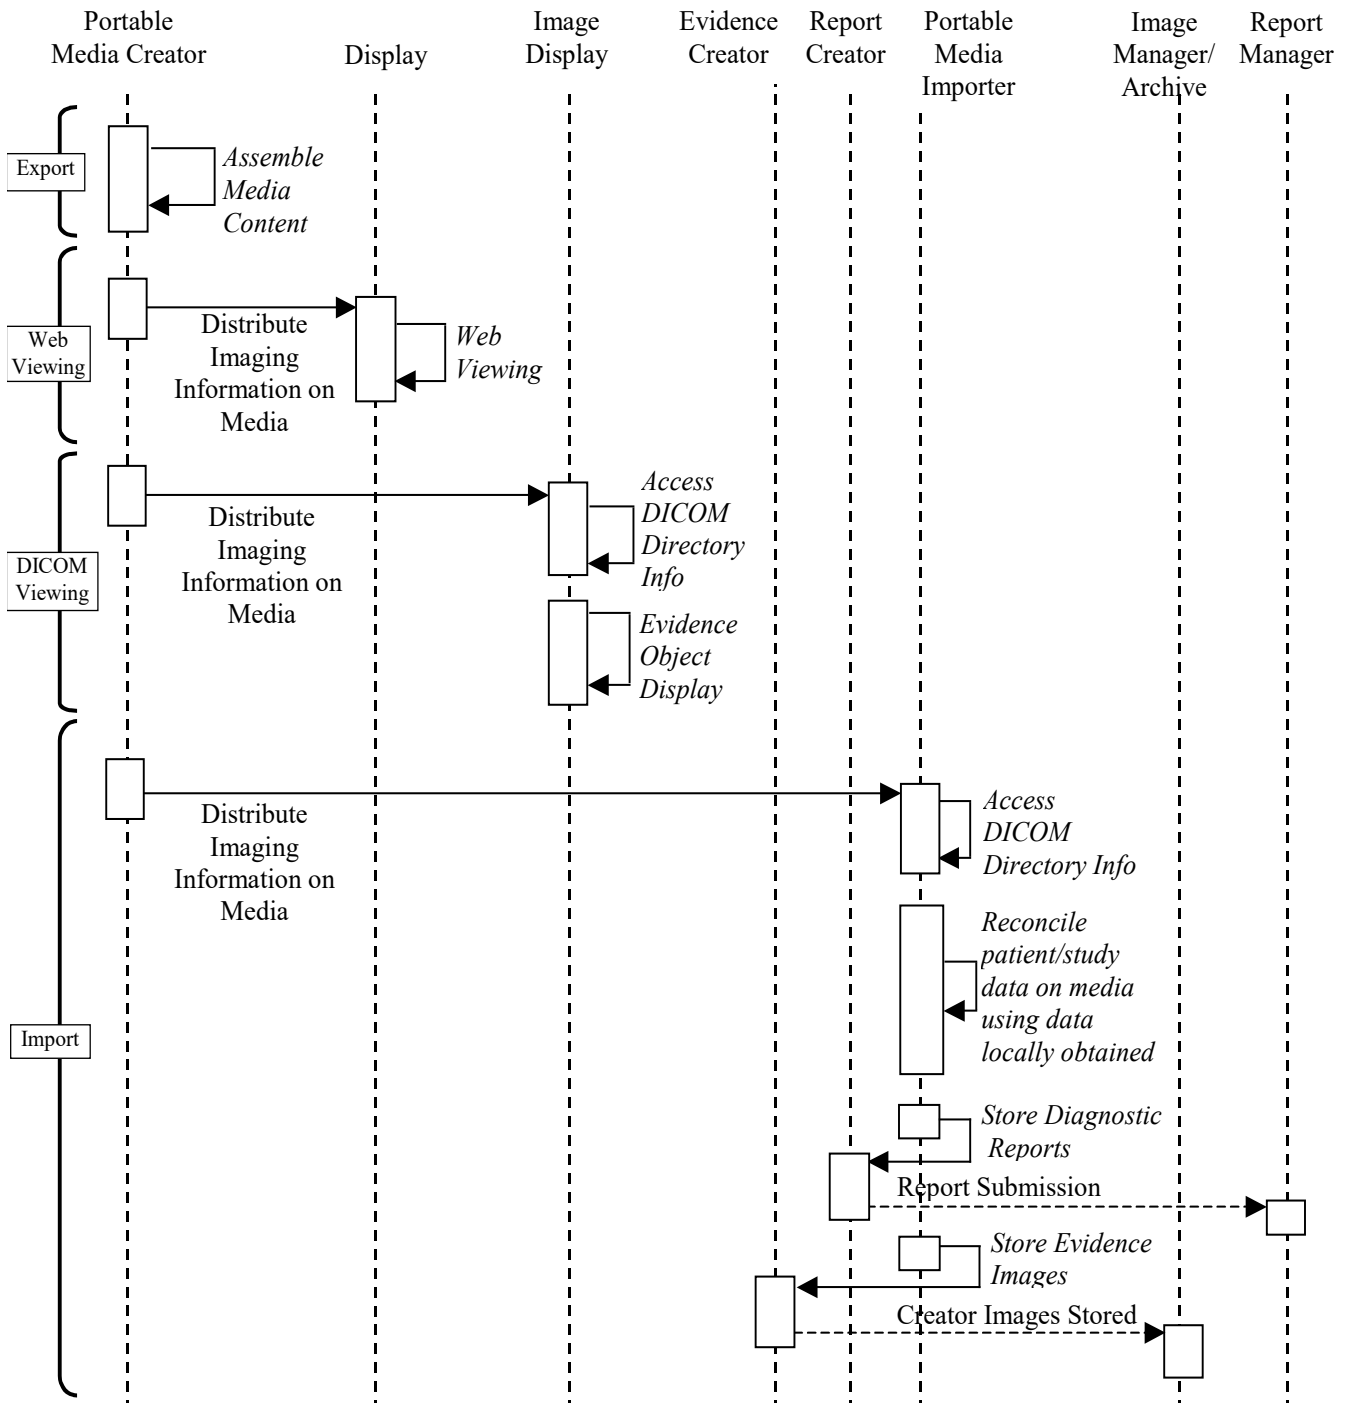 Portable
Media Creator
Display
Image
Display
Evidence
Creator
Report
Creator
Portable
Media
Importer
Image
Manager/
Archive
Report
Manager
Export
Assemble
Media
Content
Web
Viewing
Distribute
Imaging
Information on
Media
Web
Viewing
DICOM
Viewing
Distribute
Imaging
Information on
Media
Access
DICOM
Directory
Info
Evidence
Object
Display
Import
Distribute
Imaging
Information on
Media
Access
DICOM
Directory Info
Reconcile
patient/study
data on media
using data
locally obtained
Store Diagnostic
Reports
Report Submission
Store Evidence
Images
Creator Images Stored